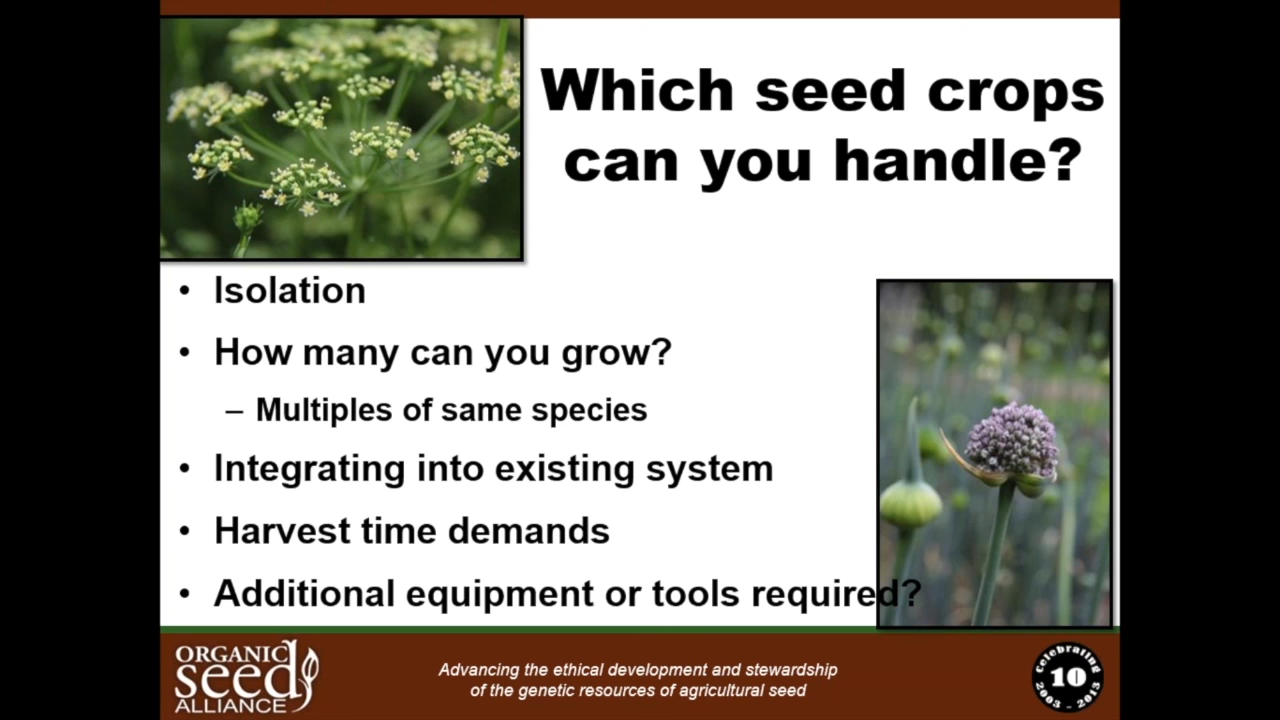 Which seed crops
can you handle?
• Isolation
• How many can you grow?
– Multiples of same species
• Integrating into existing system
• Harvest time demands
• Additional equipment or tools required?
ORGANIC
seed
ALLIANCE
Advancing the ethical development and stewardship
of the genetic resources of agricultural seed
celebrating
10
2003 - 2013